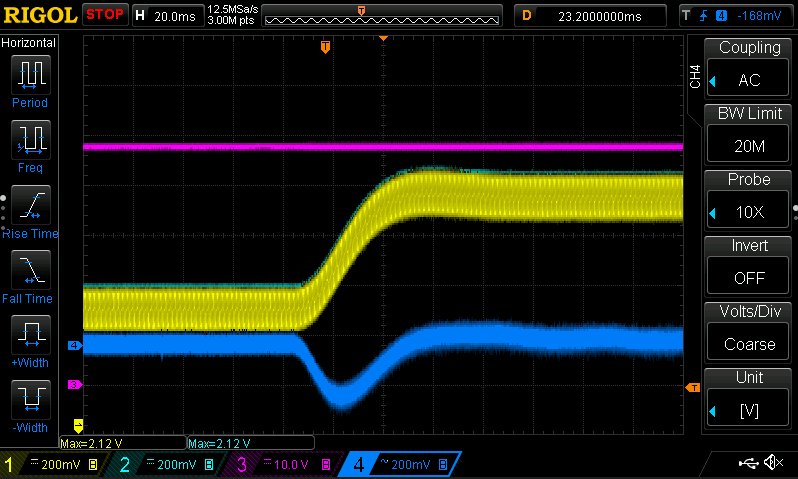 RIGOL STOP H 20.0ms 12.5MSa/s 3.00M pts T D 23.2000000ms T 4 -168mV
Horizontal
Period
Freq
Rise Time
Fall Time
+Width
-Width
T
4
3
T
Max=2.12 V Max=2.12 V
1 200mV B 2 200mV B 3 10.0 V B 4 ~200mV B
CH4
Coupling
AC
BW Limit
20M
Probe
10X
Invert
OFF
Volts/Div
Coarse
Unit
[V]